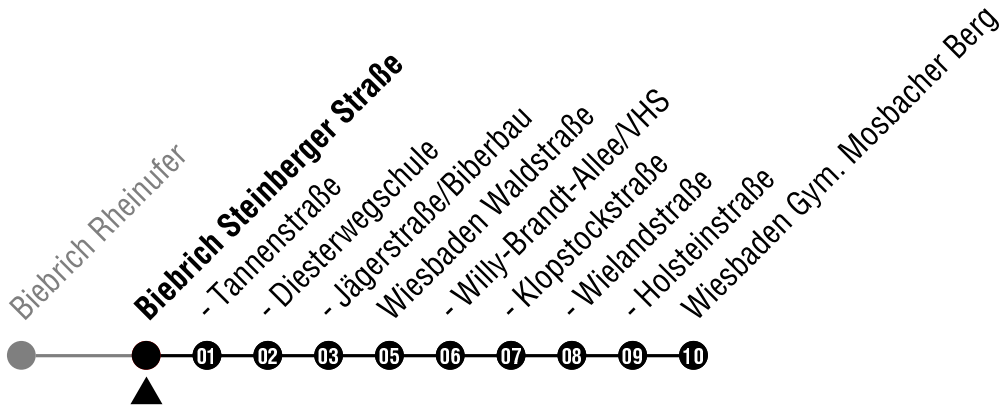 Biebrich Rheinufer
Biebrich Steinberger Straße
- Tannenstraße
- Diesterwegschule
- Jägerstraße/Biberbau
Wiesbaden Waldstraße
- Willy-Brandt-Allee/VHS
- Klopstockstraße
- Wielandstraße
- Holsteinstraße
Wiesbaden Gym. Mosbacher Berg
01 02 03 05 06 07 08 09 10